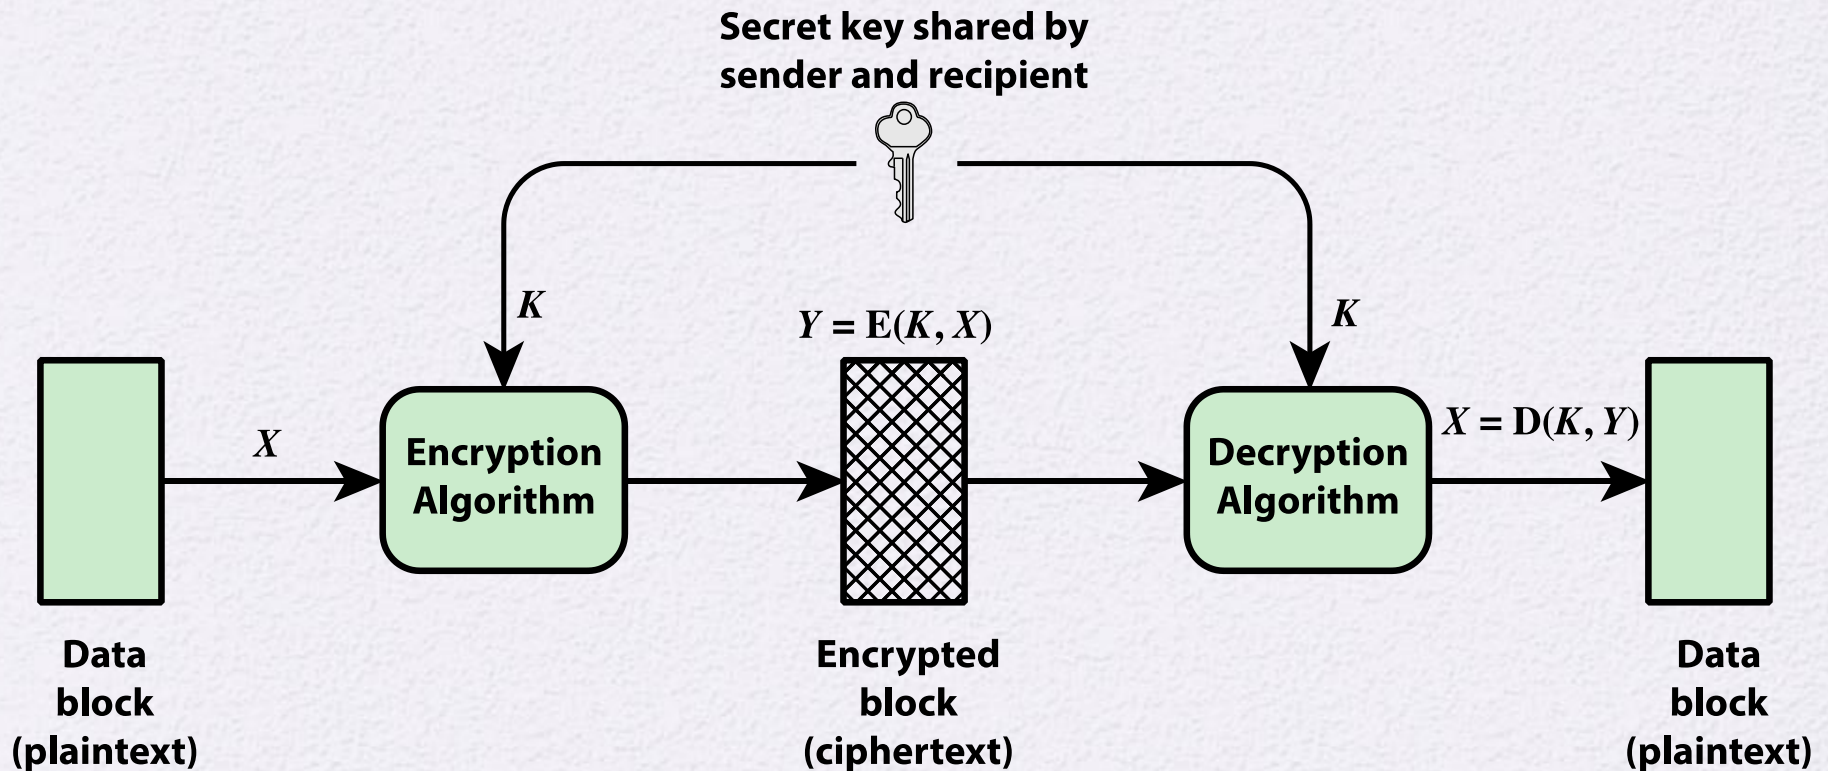 Secret key shared by
sender and recipient
K
K
Y = E(K, X)
X
Encryption
Algorithm
Decryption
Algorithm
X = D(K, Y)
Data
block
(plaintext)
Encrypted
block
(ciphertext)
Data
block
(plaintext)